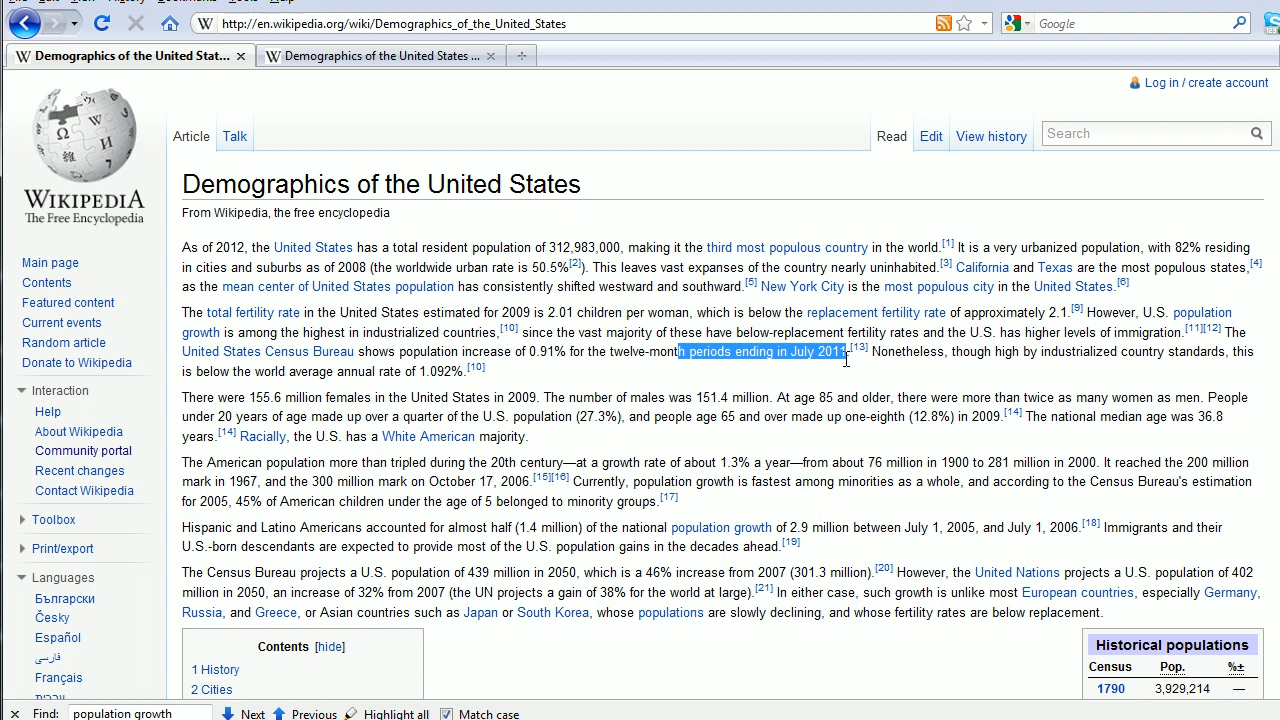 http://en.wikipedia.org/wiki/Demographics_of_the_United_States
Google
Demographics of the United Stat...
Demographics of the United States ...
Log in / create account
Article
Talk
Read
Edit
View history
Search
WIKIPEDIA
The Free Encyclopedia
Main page
Contents
Featured content
Current events
Random article
Donate to Wikipedia
Interaction
Help
About Wikipedia
Community portal
Recent changes
Contact Wikipedia
Toolbox
Print/export
Languages
Български
Česky
Español
فارسی
Français
Demographics of the United States
From Wikipedia, the free encyclopedia
As of 2012, the United States has a total resident population of 312,983,000, making it the third most populous country in the world.[1] It is a very urbanized population, with 82% residing
in cities and suburbs as of 2008 (the worldwide urban rate is 50.5%[2]). This leaves vast expanses of the country nearly uninhabited.[3] California and Texas are the most populous states,[4]
as the mean center of United States population has consistently shifted westward and southward.[5] New York City is the most populous city in the United States.[6]
The total fertility rate in the United States estimated for 2009 is 2.01 children per woman, which is below the replacement fertility rate of approximately 2.1.[9] However, U.S. population
growth is among the highest in industrialized countries,[10] since the vast majority of these have below-replacement fertility rates and the U.S. has higher levels of immigration.[11][12] The
United States Census Bureau shows population increase of 0.91% for the twelve-month periods ending in July 2011.[13] Nonetheless, though high by industrialized country standards, this
is below the world average annual rate of 1.092%.[10]
There were 155.6 million females in the United States in 2009. The number of males was 151.4 million. At age 85 and older, there were more than twice as many women as men. People
under 20 years of age made up over a quarter of the U.S. population (27.3%), and people age 65 and over made up one-eighth (12.8%) in 2009.[14] The national median age was 36.8
years.[14] Racially, the U.S. has a White American majority.
The American population more than tripled during the 20th century—at a growth rate of about 1.3% a year—from about 76 million in 1900 to 281 million in 2000. It reached the 200 million
mark in 1967, and the 300 million mark on October 17, 2006.[15][16] Currently, population growth is fastest among minorities as a whole, and according to the Census Bureau's estimation
for 2005, 45% of American children under the age of 5 belonged to minority groups.[17]
Hispanic and Latino Americans accounted for almost half (1.4 million) of the national population growth of 2.9 million between July 1, 2005, and July 1, 2006.[18] Immigrants and their
U.S.-born descendants are expected to provide most of the U.S. population gains in the decades ahead.[19]
The Census Bureau projects a U.S. population of 439 million in 2050, which is a 46% increase from 2007 (301.3 million).[20] However, the United Nations projects a U.S. population of 402
million in 2050, an increase of 32% from 2007 (the UN projects a gain of 38% for the world at large).[21] In either case, such growth is unlike most European countries, especially Germany,
Russia, and Greece, or Asian countries such as Japan or South Korea, whose populations are slowly declining, and whose fertility rates are below replacement.
Contents [hide]
1 History
2 Cities
Historical populations
Census Pop. %±
1790 3,929,214 —
Find: population growth Next Previous Highlight all Match case